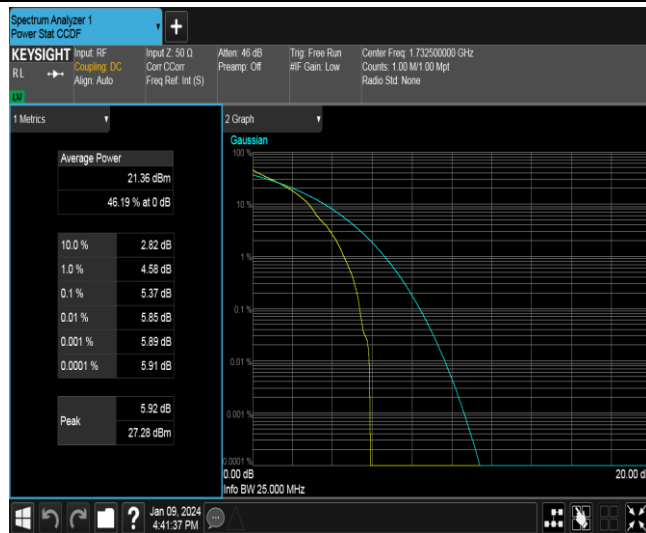 Spectrum Analyzer 1
Power Stat CCDF
+
KEYSIGHT
RL
LXI
Input: RF
Coupling: DC
Align: Auto
Input Z: 50 Ω
Corr CCorr
Freq Ref: Int (S)
Atten: 46 dB
Preamp: Off
Trig: Free Run
#IF Gain: Low
Center Freq: 1.732500000 GHz
Counts: 1.00 M/1.00 Mpt
Radio Std: None
1 Metrics
Average Power
21.36 dBm
46.19 % at 0 dB
10.0 % 2.82 dB
1.0 % 4.58 dB
0.1 % 5.37 dB
0.01 % 5.85 dB
0.001 % 5.89 dB
0.0001 % 5.91 dB
Peak
5.92 dB
27.28 dBm
2 Graph
Gaussian
100 %
10 %
1 %
0.1 %
0.01 %
0.001 %
0.0001 %
0.00 dB 20.00 d
Info BW 25.000 MHz
?
Jan 09, 2024
4:41:37 PM